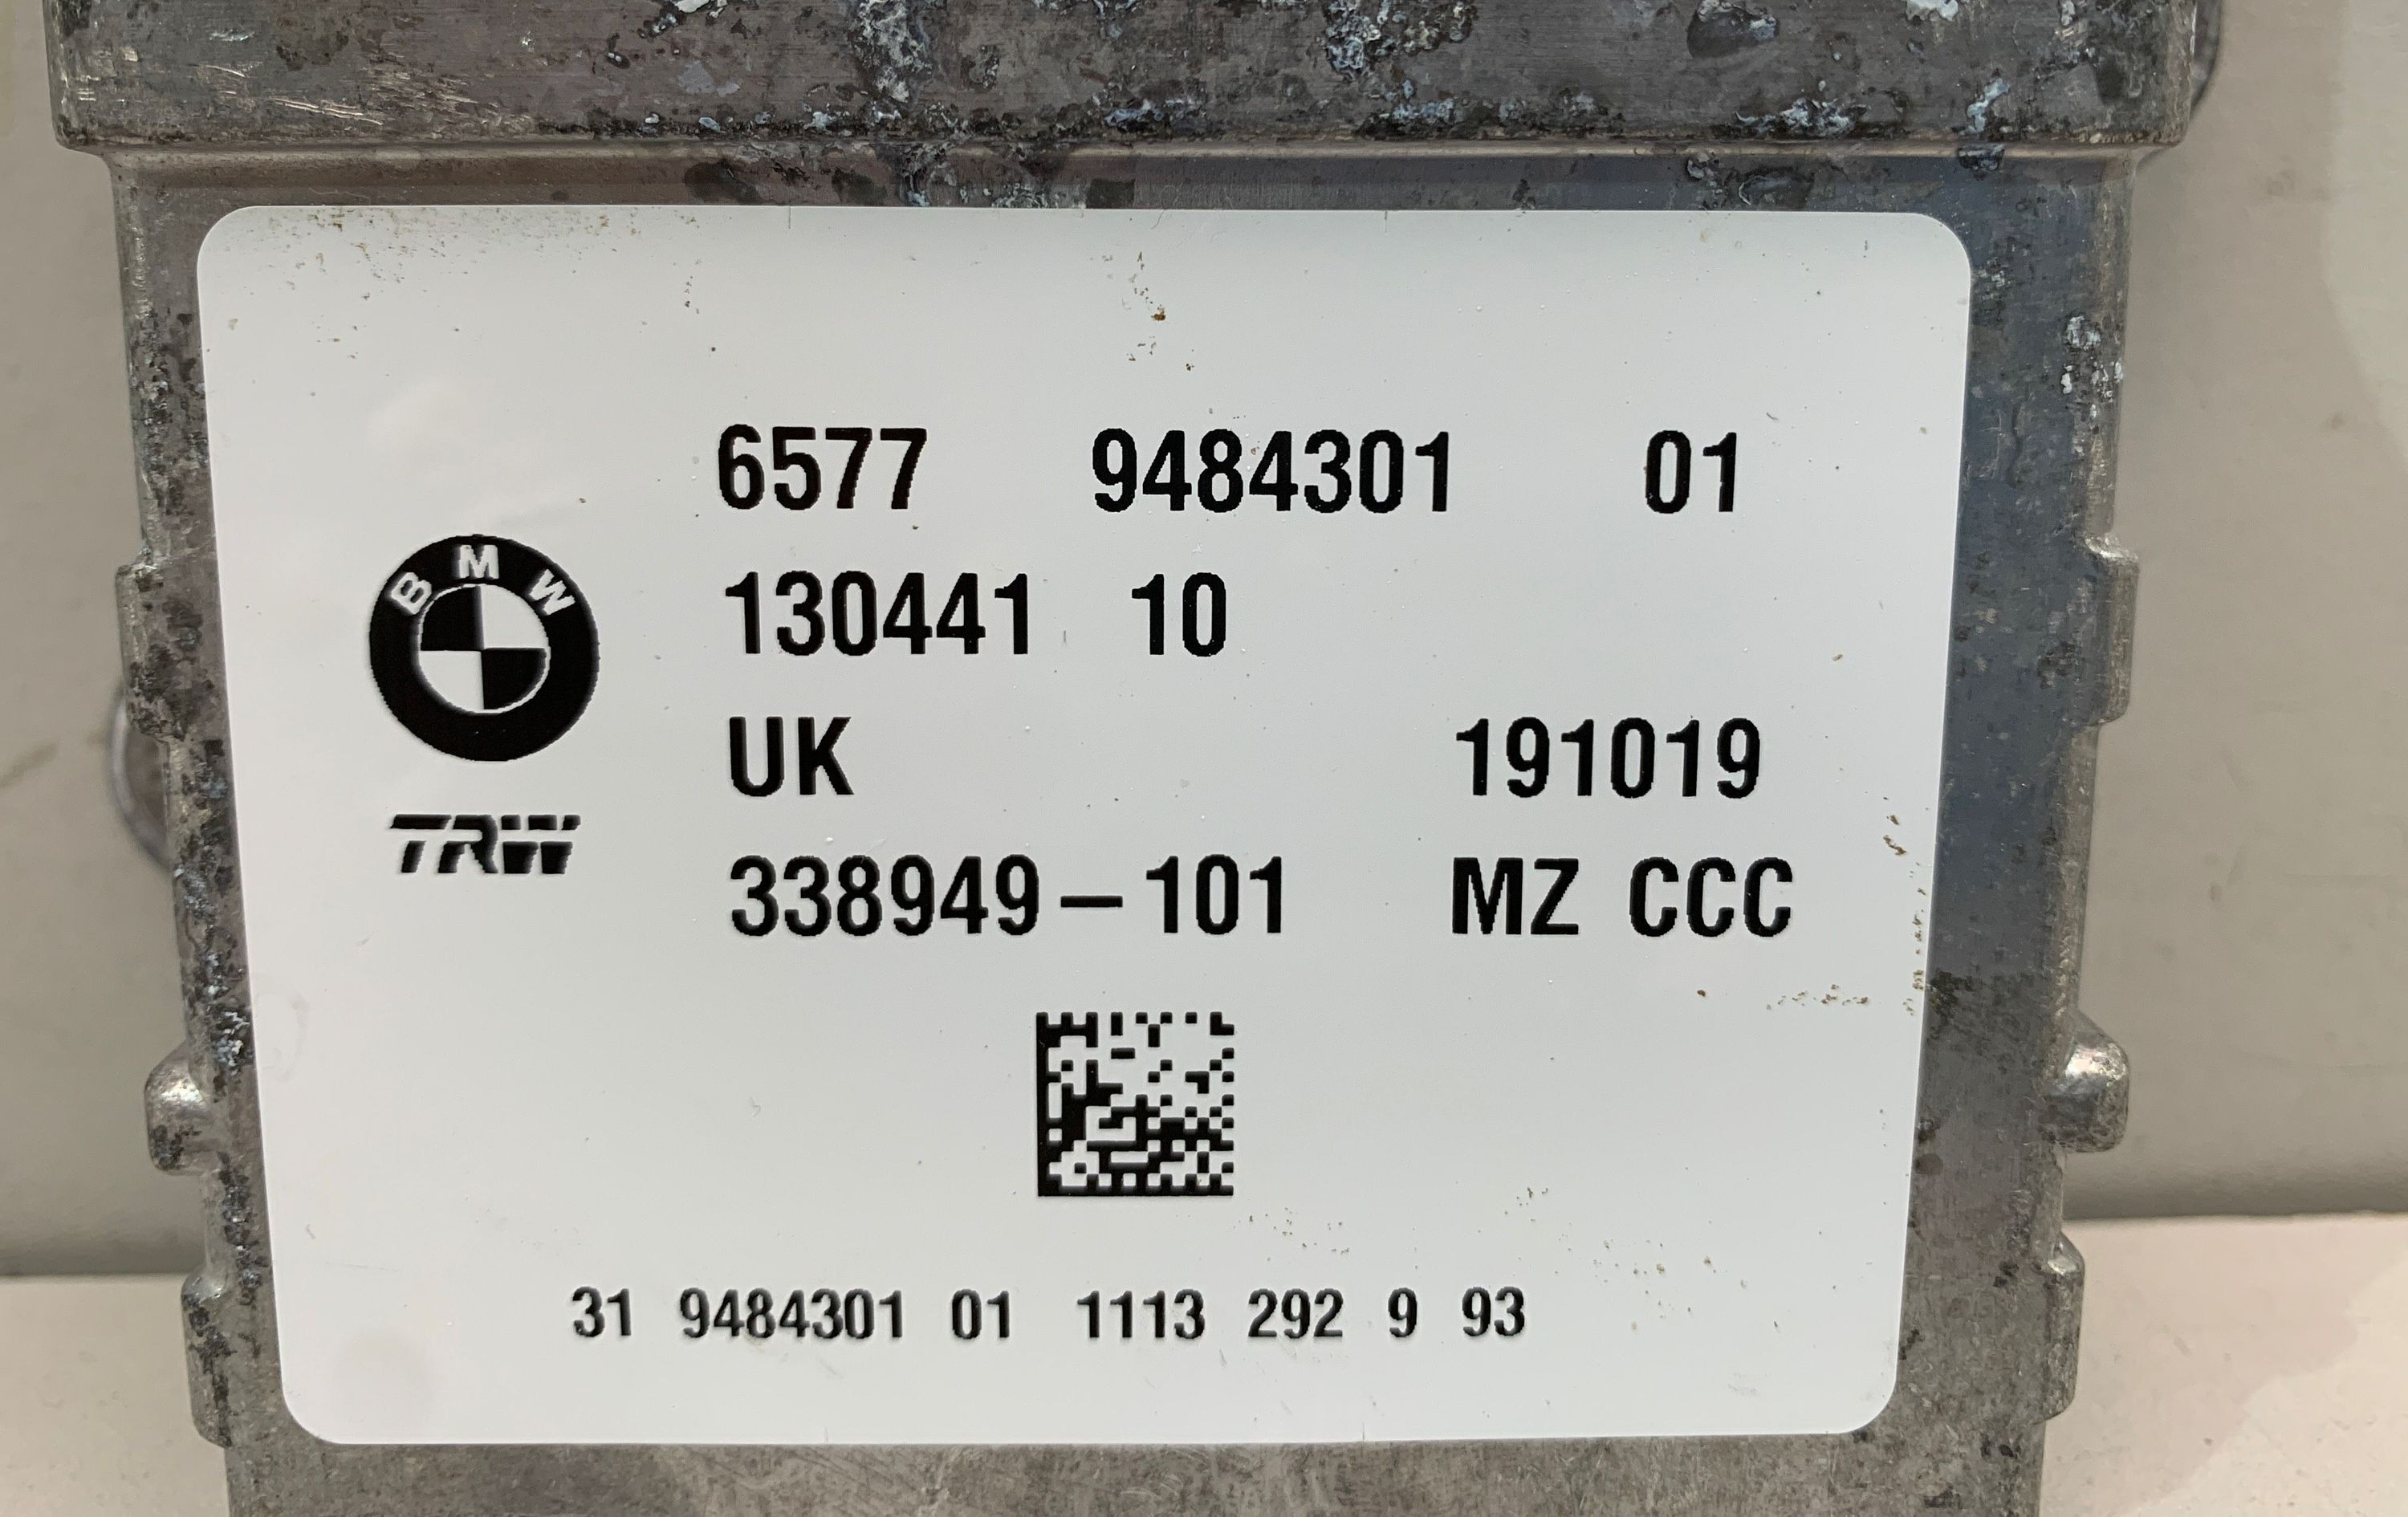 6577 9484301 01
130441 10
BMW
UK 191019
TRW
338949-101 MZ CCC
31 9484301 01 1113 292 9 93